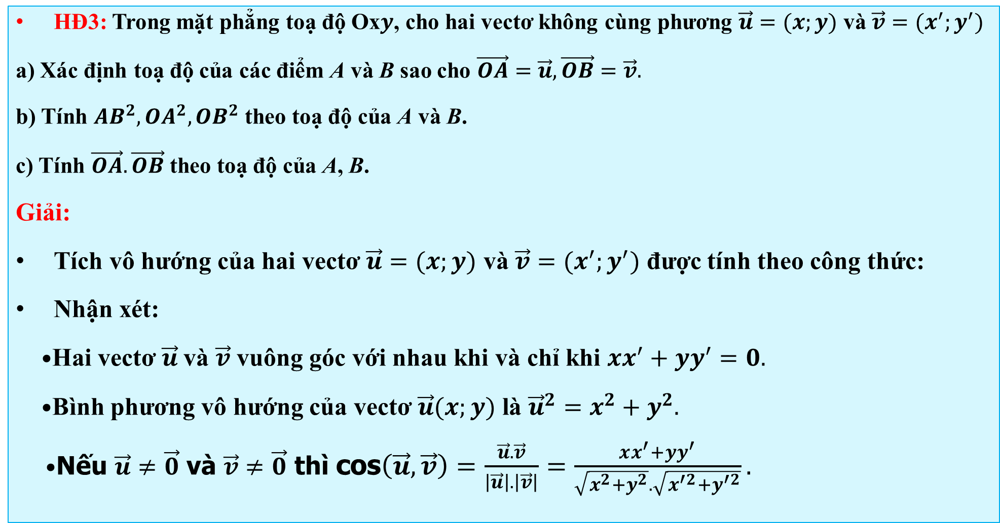 • HĐ3: Trong mặt phẳng toạ độ Oxy, cho hai vectơ không cùng phương $\vec{u} = (x; y)$ và $\vec{v} = (x'; y')$
a) Xác định toạ độ của các điểm A và B sao cho $\overrightarrow{OA} = \vec{u}, \overrightarrow{OB} = \vec{v}$.
b) Tính $AB^2, OA^2, OB^2$ theo toạ độ của A và B.
c) Tính $\overrightarrow{OA}.\overrightarrow{OB}$ theo toạ độ của A, B.
Giải:
• Tích vô hướng của hai vectơ $\vec{u} = (x; y)$ và $\vec{v} = (x'; y')$ được tính theo công thức:
• Nhận xét:
•Hai vectơ $\vec{u}$ và $\vec{v}$ vuông góc với nhau khi và chỉ khi $xx' + yy' = 0$.
•Bình phương vô hướng của vectơ $\vec{u}(x; y)$ là $\vec{u}^2 = x^2 + y^2$.
•Nếu $\vec{u} \neq \vec{0}$ và $\vec{v} \neq \vec{0}$ thì $\cos(\vec{u}, \vec{v}) = \frac{\vec{u}.\vec{v}}{|\vec{u}|.|\vec{v}|} = \frac{xx'+yy'}{\sqrt{x^2+y^2}.\sqrt{x'^2+y'^2}}$.